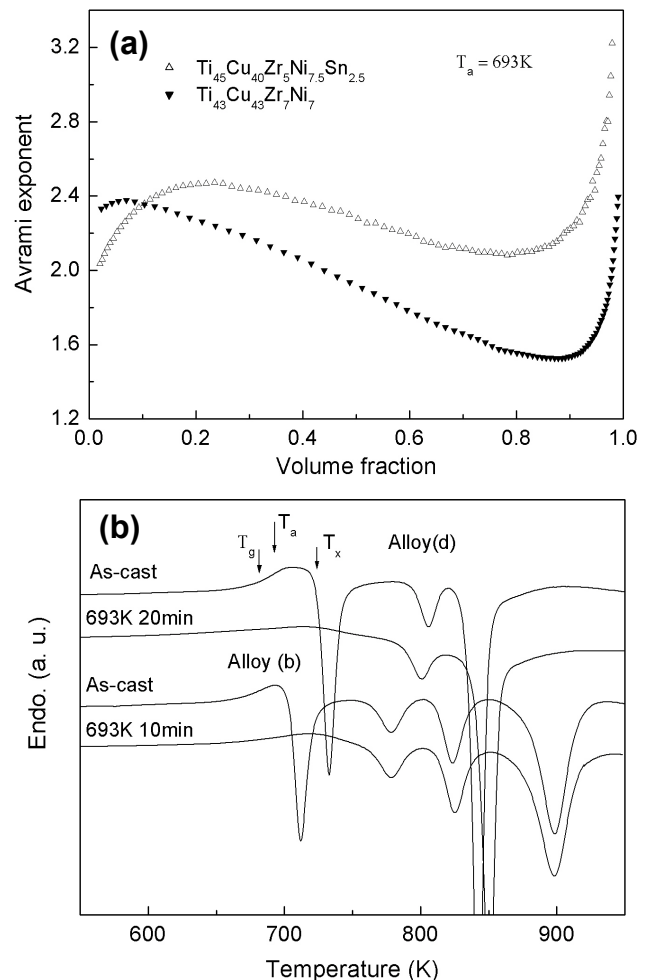 (a)
3.2
2.8
2.4
2.0
1.6
1.2
Avrami exponent
△ Ti45Cu40Zr5Ni7.5Sn2.5
▼ Ti43Cu43Zr7Ni7
Ta = 693K
0.0 0.2 0.4 0.6 0.8 1.0
Volume fraction
(b)
Tg Ta Tx
Alloy(d)
As-cast
693K 20min
Alloy (b)
As-cast
693K 10min
Endo. (a. u.)
600 700 800 900
Temperature (K)